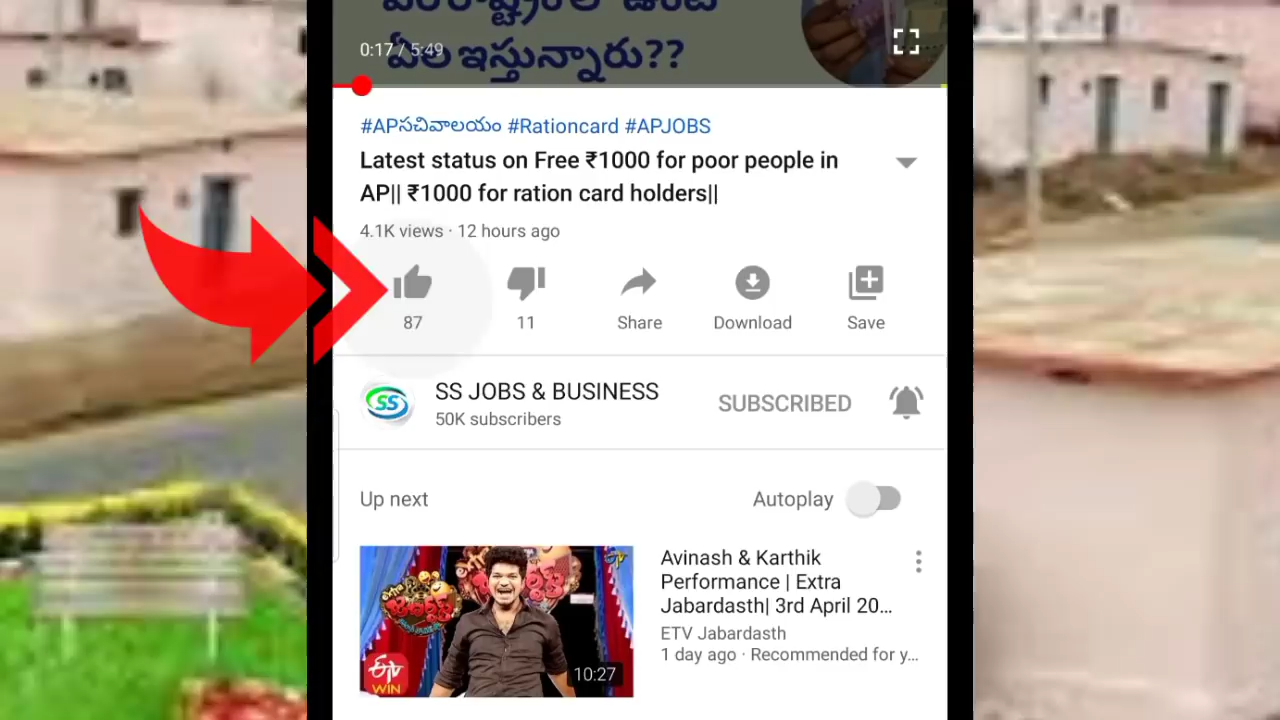 0:17 / 5:49
ఏల ఇస్తున్నారు??
#APసచివాలయం #Rationcard #APJOBS
Latest status on Free ₹1000 for poor people in
AP|| ₹1000 for ration card holders||
4.1K views · 12 hours ago
87
11
Share
Download
Save
SS
SS JOBS & BUSINESS
50K subscribers
SUBSCRIBED
Up next
Autoplay
Avinash & Karthik
Performance | Extra
Jabardasth| 3rd April 20...
ETV Jabardasth
1 day ago · Recommended for y...
WIN
10:27